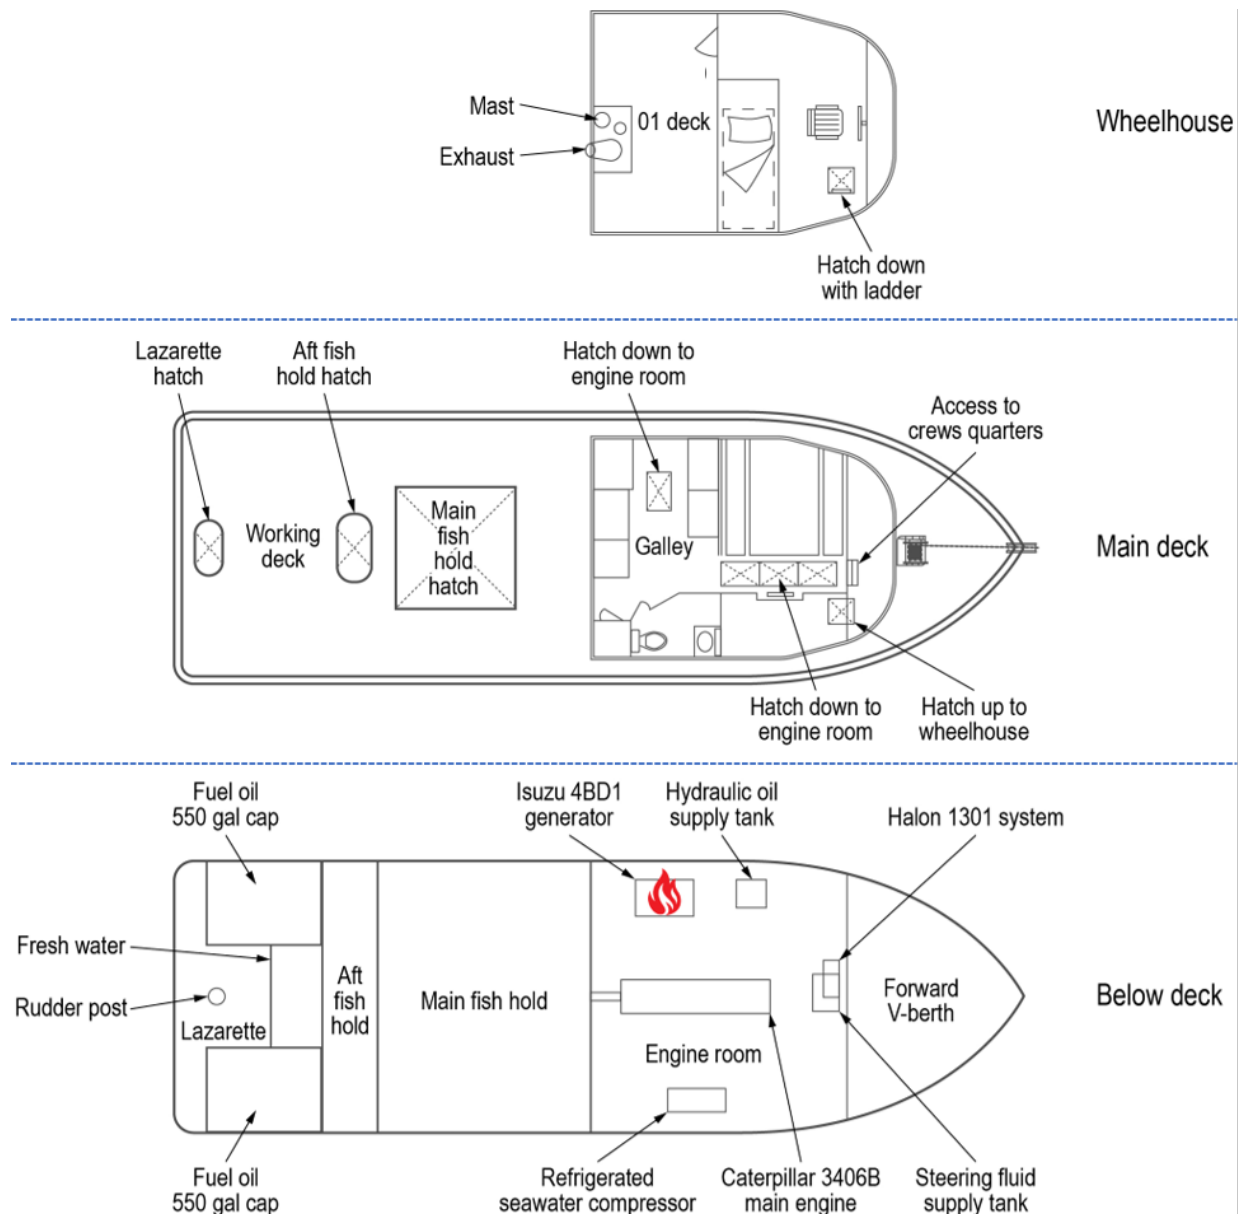 Mast
01 deck
Wheelhouse
Exhaust
Hatch down
with ladder
Lazarette
hatch
Aft fish
hold hatch
Hatch down to
engine room
Access to
crews quarters
Working
deck
Main
fish
hold
hatch
Galley
Main deck
Hatch down to
engine room
Hatch up to
wheelhouse
Fuel oil
550 gal cap
Isuzu 4BD1
generator
Hydraulic oil
supply tank
Halon 1301 system
Fresh water
Rudder post
Lazarette
Aft
fish
hold
Main fish hold
Engine room
Forward
V-berth
Below deck
Fuel oil
550 gal cap
Refrigerated
seawater compressor
Caterpillar 3406B
main engine
Steering fluid
supply tank